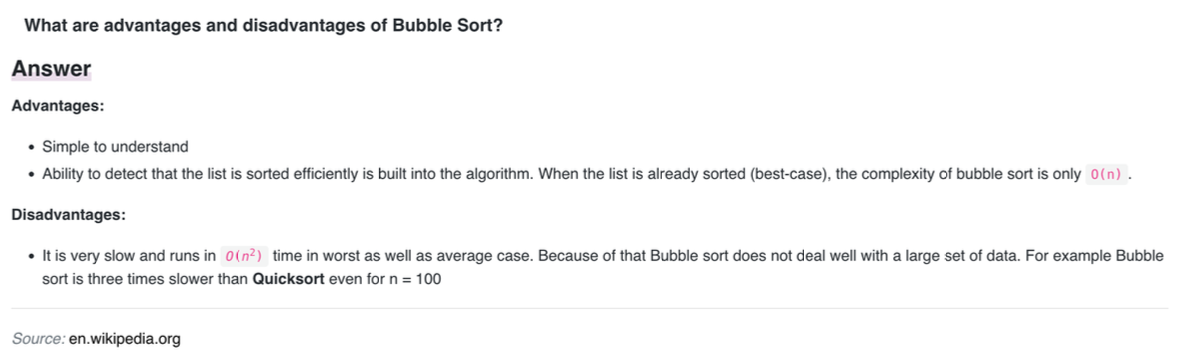 What are advantages and disadvantages of Bubble Sort?
Answer
Advantages:
• Simple to understand
• Ability to detect that the list is sorted efficiently is built into the algorithm. When the list is already sorted (best-case), the complexity of bubble sort is only O(n) .
Disadvantages:
• It is very slow and runs in O(n²) time in worst as well as average case. Because of that Bubble sort does not deal well with a large set of data. For example Bubble
sort is three times slower than Quicksort even for n = 100
Source: en.wikipedia.org